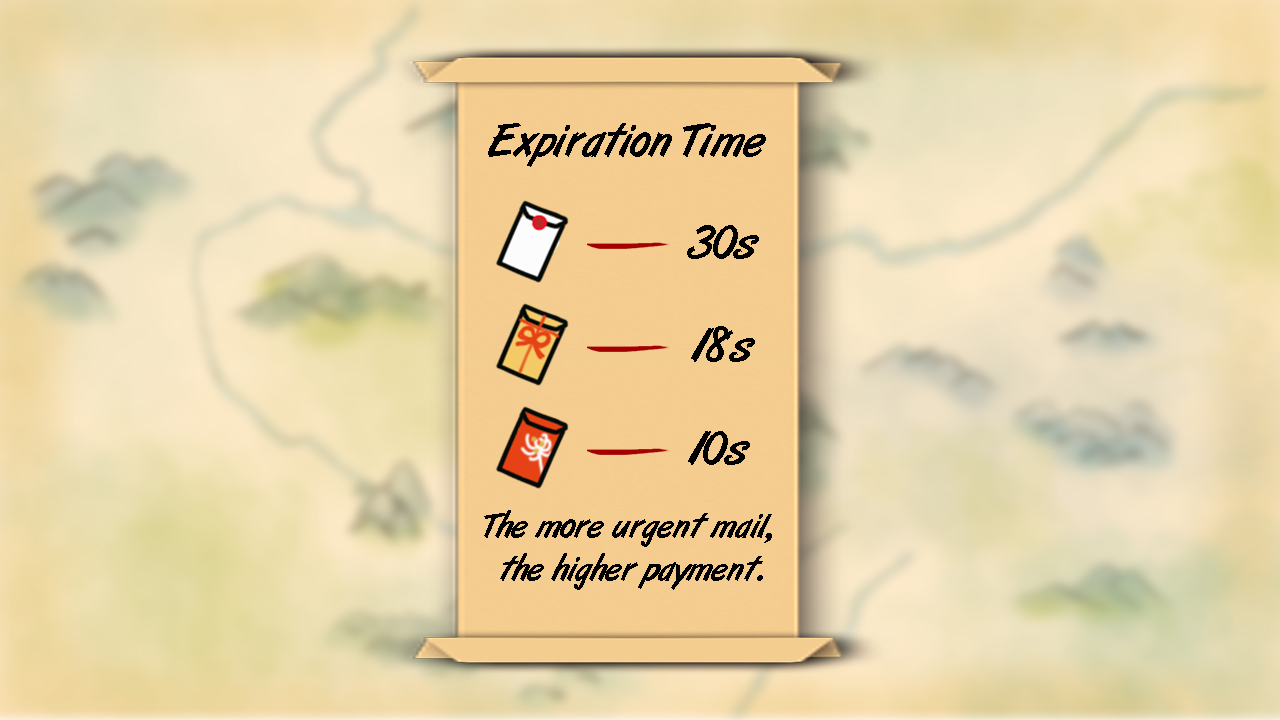 Expiration Time
30s
18s
10s
The more urgent mail,
the higher payment.